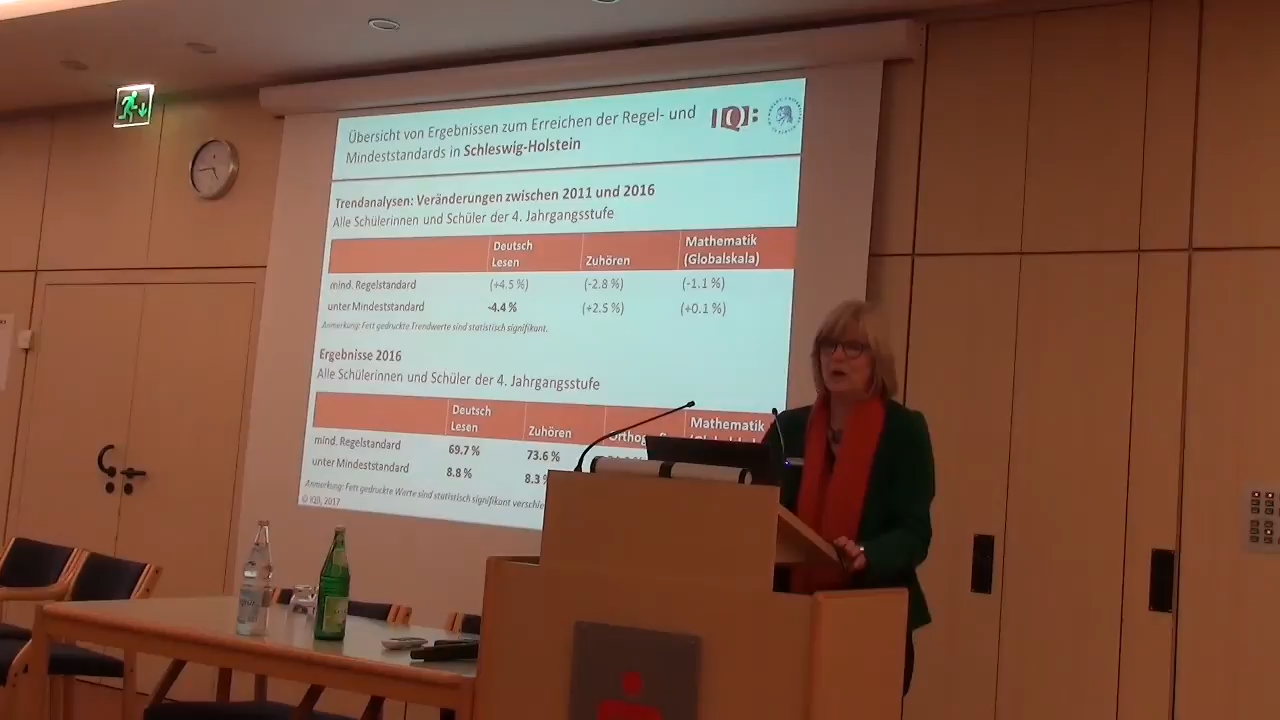 Übersicht von Ergebnissen zum Erreichen der Regel- und
Mindeststandards in Schleswig-Holstein
IQB
Trendanalysen: Veränderungen zwischen 2011 und 2016
Alle Schülerinnen und Schüler der 4. Jahrgangsstufe
Deutsch
Lesen
Zuhören
Mathematik
(Globalskala)
mind. Regelstandard (+4.5 %) (-2.8 %) (-1.1 %)
unter Mindeststandard -4.4 % (+2.5 %) (+0.1 %)
Anmerkung: Fett gedruckte Trendwerte sind statistisch signifikant.
Ergebnisse 2016
Alle Schülerinnen und Schüler der 4. Jahrgangsstufe
Deutsch
Lesen
Zuhören
Mathematik
mind. Regelstandard 69.7 % 73.6 %
unter Mindeststandard 8.8 % 8.3
Anmerkung: Fett gedruckte Werte sind statistisch signifikant
© IQB, 2017